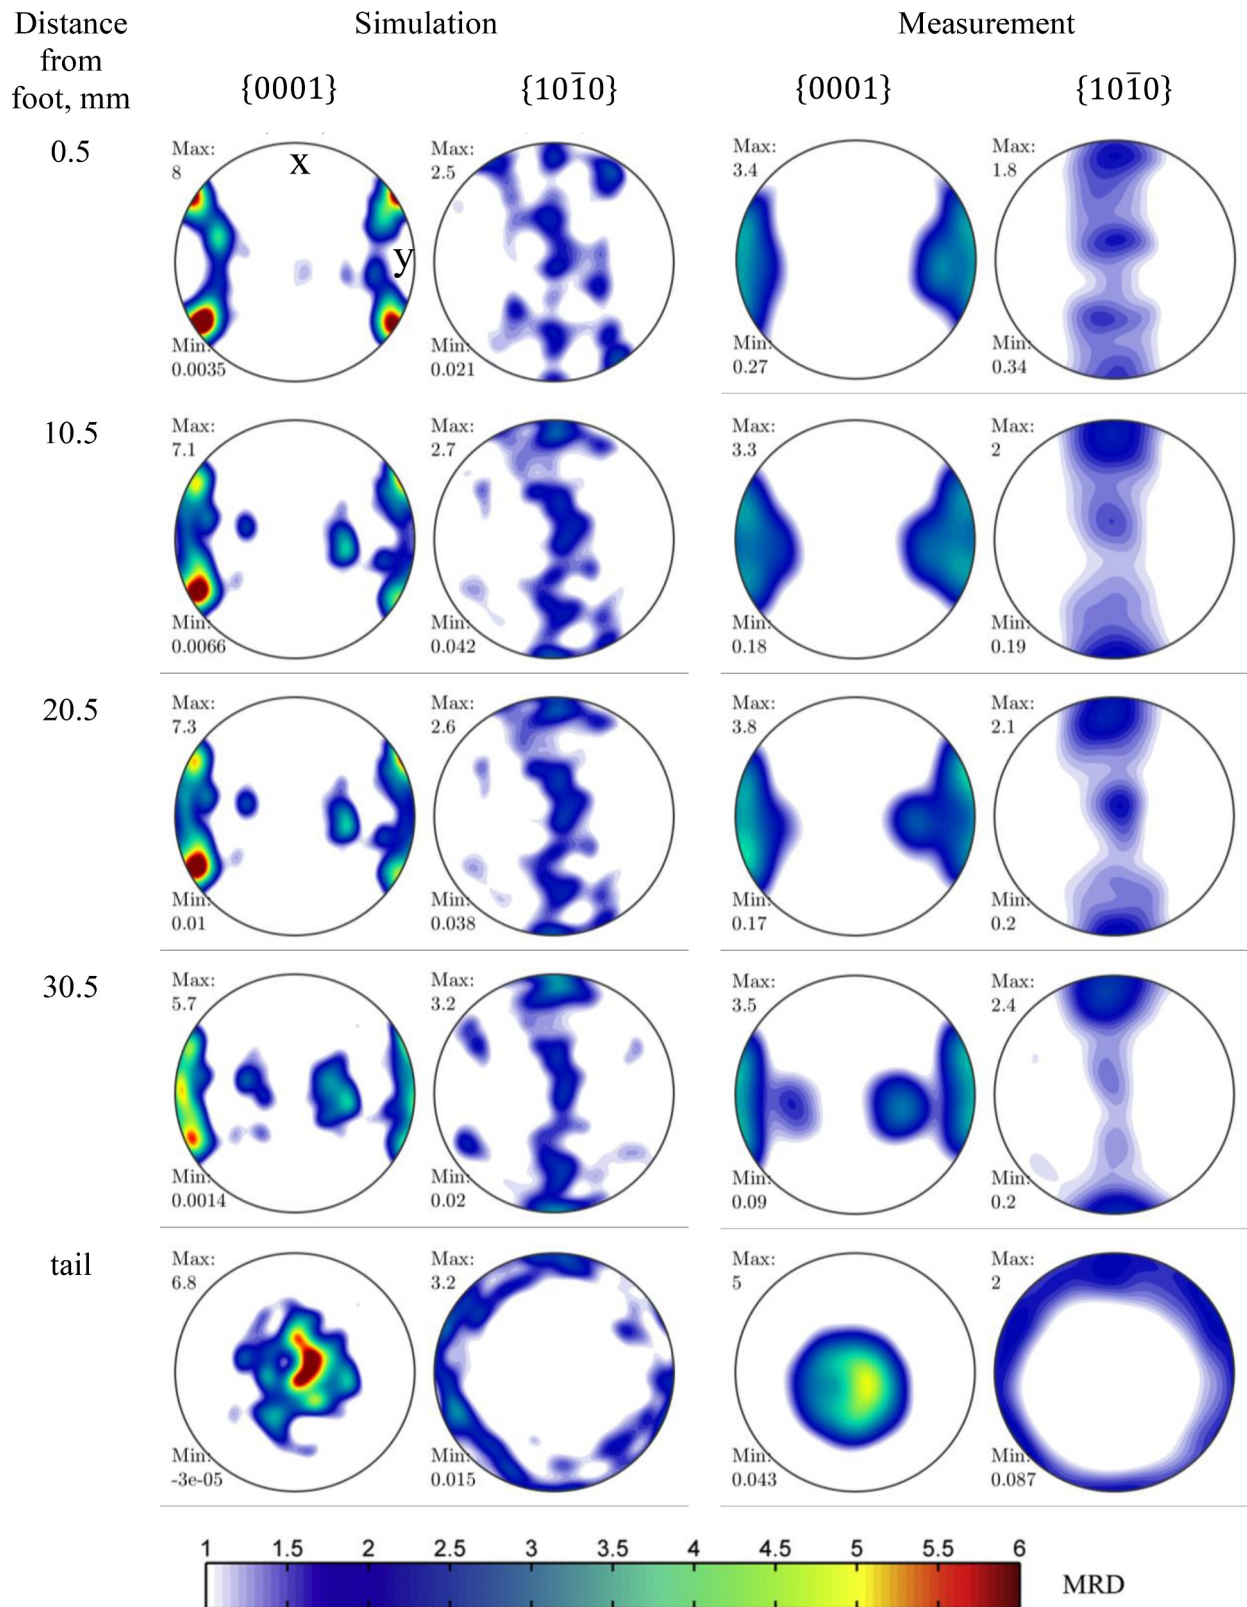 Distance
from
foot, mm
Simulation
Measurement
{0001}
{101̅0}
{0001}
{101̅0}
0.5
Max:
8
x
y
Min:
0.0035
Max:
2.5
Min:
0.021
Max:
3.4
Min:
0.27
Max:
1.8
Min:
0.34
10.5
Max:
7.1
Min:
0.0066
Max:
2.7
Min:
0.042
Max:
3.3
Min:
0.18
Max:
2
Min:
0.19
20.5
Max:
7.3
Min:
0.01
Max:
2.6
Min:
0.038
Max:
3.8
Min:
0.17
Max:
2.1
Min:
0.2
30.5
Max:
5.7
Min:
0.0014
Max:
3.2
Min:
0.02
Max:
3.5
Min:
0.09
Max:
2.4
Min:
0.2
tail
Max:
6.8
Min:
-3e-05
Max:
3.2
Min:
0.015
Max:
5
Min:
0.043
Max:
2
Min:
0.087
1 1.5 2 2.5 3 3.5 4 4.5 5 5.5 6
MRD